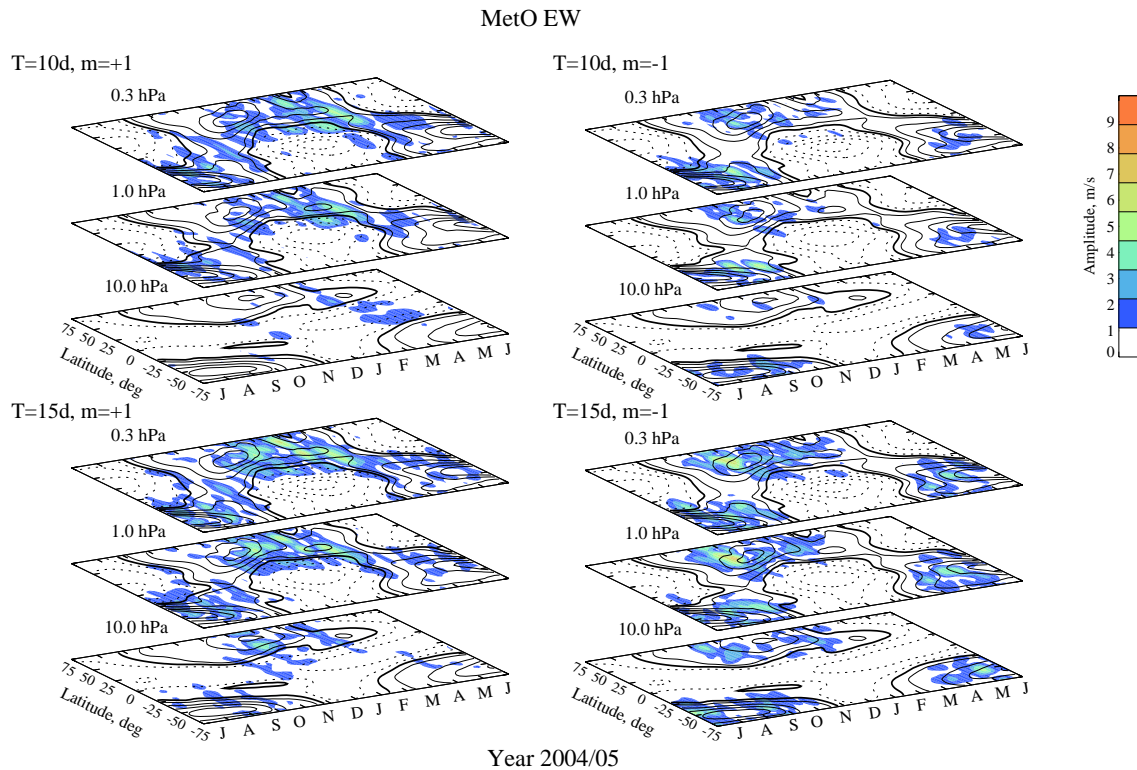 MetO EW
T=10d, m=+1
0.3 hPa
1.0 hPa
10.0 hPa
75 50 25 0 -25 -50 -75
Latitude, deg
J A S O N D J F M A M J
T=10d, m=-1
0.3 hPa
1.0 hPa
10.0 hPa
75 50 25 0 -25 -50 -75
Latitude, deg
J A S O N D J F M A M J
9
8
7
6
5
4
3
2
1
0
Amplitude, m/s
T=15d, m=+1
0.3 hPa
1.0 hPa
10.0 hPa
75 50 25 0 -25 -50 -75
Latitude, deg
J A S O N D J F M A M J
T=15d, m=-1
0.3 hPa
1.0 hPa
10.0 hPa
75 50 25 0 -25 -50 -75
Latitude, deg
J A S O N D J F M A M J
Year 2004/05